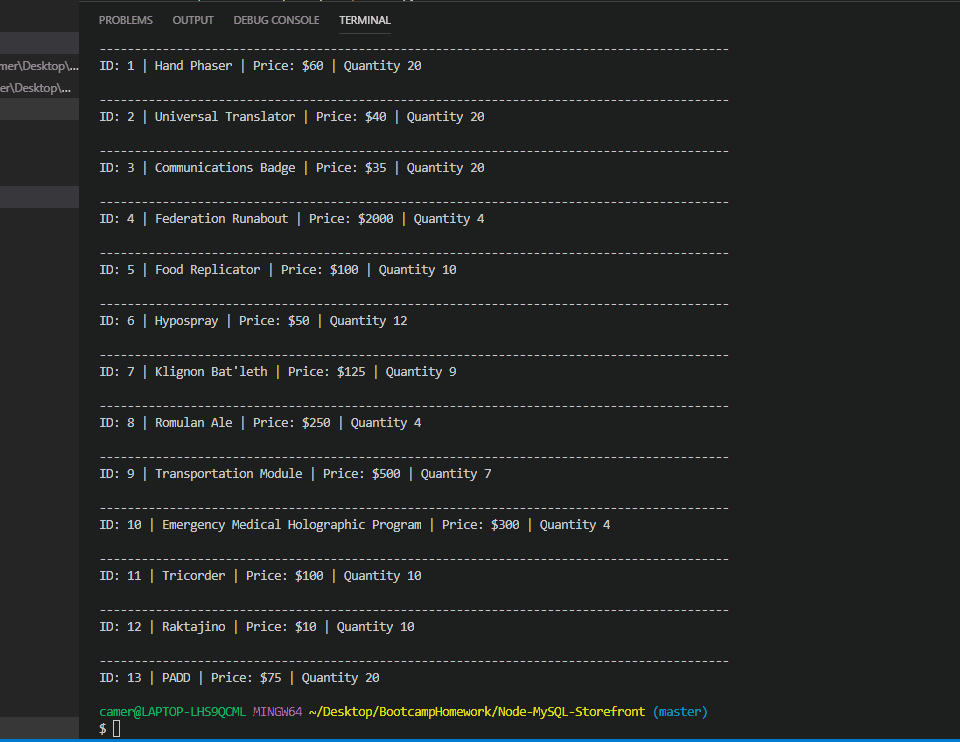 PROBLEMS OUTPUT DEBUG CONSOLE TERMINAL
mer\Desktop\...
er\Desktop\...
------------------------------------------------------------------------------------------
ID: 1 | Hand Phaser | Price: $60 | Quantity 20
------------------------------------------------------------------------------------------
ID: 2 | Universal Translator | Price: $40 | Quantity 20
------------------------------------------------------------------------------------------
ID: 3 | Communications Badge | Price: $35 | Quantity 20
------------------------------------------------------------------------------------------
ID: 4 | Federation Runabout | Price: $2000 | Quantity 4
------------------------------------------------------------------------------------------
ID: 5 | Food Replicator | Price: $100 | Quantity 10
------------------------------------------------------------------------------------------
ID: 6 | Hypospray | Price: $50 | Quantity 12
------------------------------------------------------------------------------------------
ID: 7 | Klignon Bat'leth | Price: $125 | Quantity 9
------------------------------------------------------------------------------------------
ID: 8 | Romulan Ale | Price: $250 | Quantity 4
------------------------------------------------------------------------------------------
ID: 9 | Transportation Module | Price: $500 | Quantity 7
------------------------------------------------------------------------------------------
ID: 10 | Emergency Medical Holographic Program | Price: $300 | Quantity 4
------------------------------------------------------------------------------------------
ID: 11 | Tricorder | Price: $100 | Quantity 10
------------------------------------------------------------------------------------------
ID: 12 | Raktajino | Price: $10 | Quantity 10
------------------------------------------------------------------------------------------
ID: 13 | PADD | Price: $75 | Quantity 20
camer@LAPTOP-LHS9QCML MINGW64 ~/Desktop/BootcampHomework/Node-MySQL-Storefront (master)
$